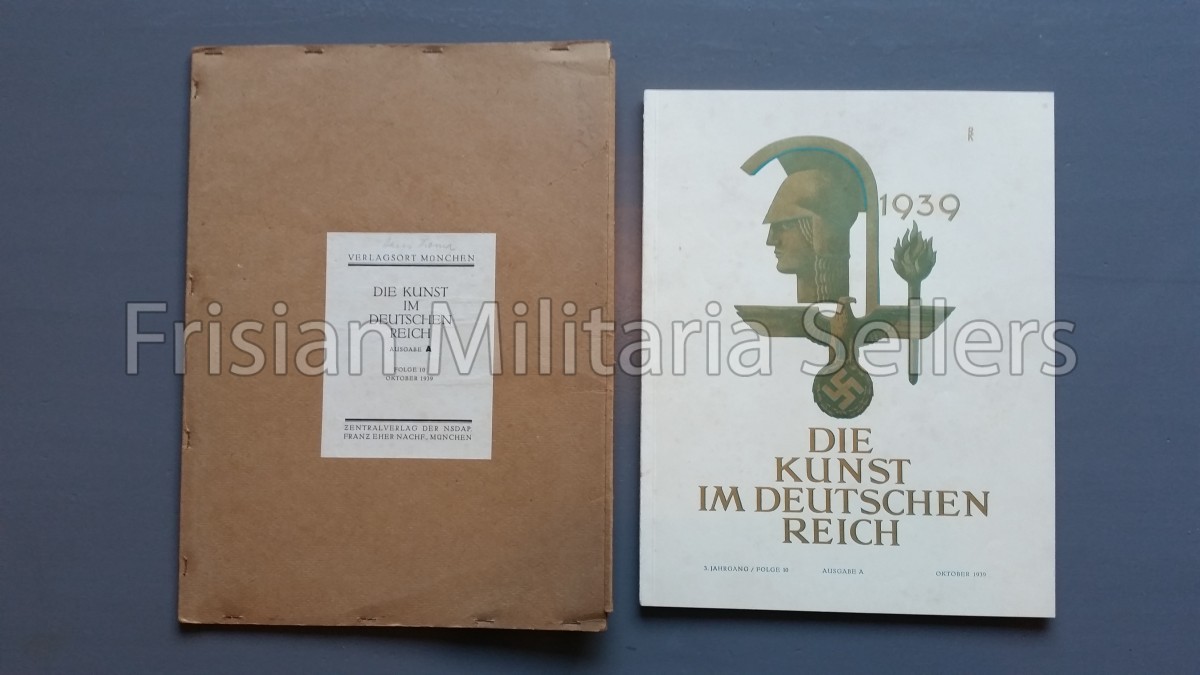 VERLAGSORT MÜNCHEN
DIE KUNST
IM
DEUTSCHEN
REICH
AUSGABE A
FOLGE 10
OKTOBER 1939
ZENTRALVERLAG DER NSDAP.
FRANZ EHER NACHF., MÜNCHEN
1939
DIE
KUNST
IM DEUTSCHEN
REICH
3. JAHRGANG / FOLGE 10 AUSGABE A OKTOBER 1939
Frisian Militaria Sellers